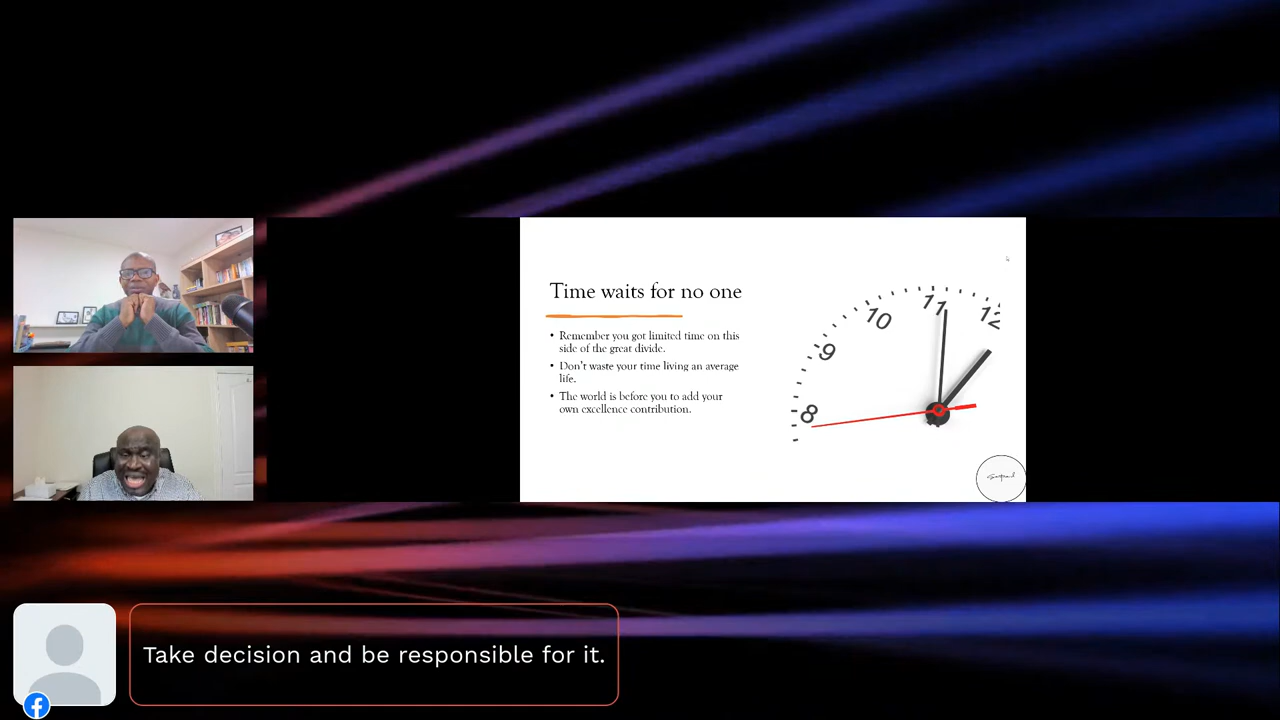 Time waits for no one
• Remember you got limited time on this
side of the great divide.
• Don't waste your time living an average
life.
• The world is before you to add your
own excellence contribution.
11
12
10
9
8
Take decision and be responsible for it.